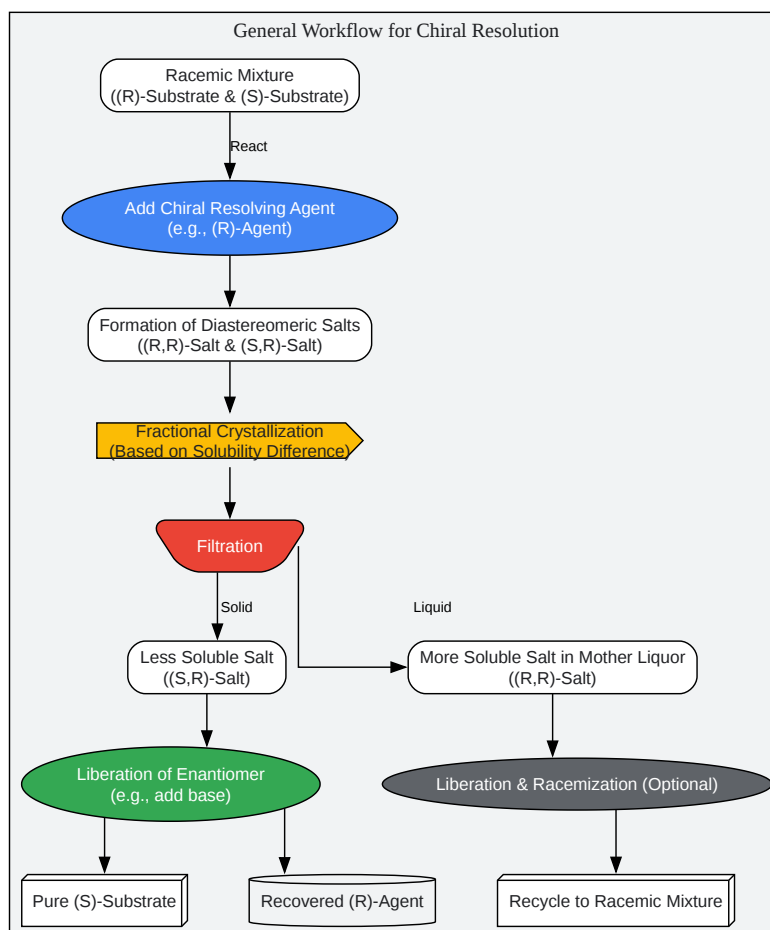 General Workflow for Chiral Resolution
Racemic Mixture
((R)-Substrate & (S)-Substrate)
React
Add Chiral Resolving Agent
(e.g., (R)-Agent)
Formation of Diastereomeric Salts
((R,R)-Salt & (S,R)-Salt)
Fractional Crystallization
(Based on Solubility Difference)
Filtration
Solid
Liquid
Less Soluble Salt
((S,R)-Salt)
More Soluble Salt in Mother Liquor
((R,R)-Salt)
Liberation of Enantiomer
(e.g., add base)
Liberation & Racemization (Optional)
Pure (S)-Substrate
Recovered (R)-Agent
Recycle to Racemic Mixture